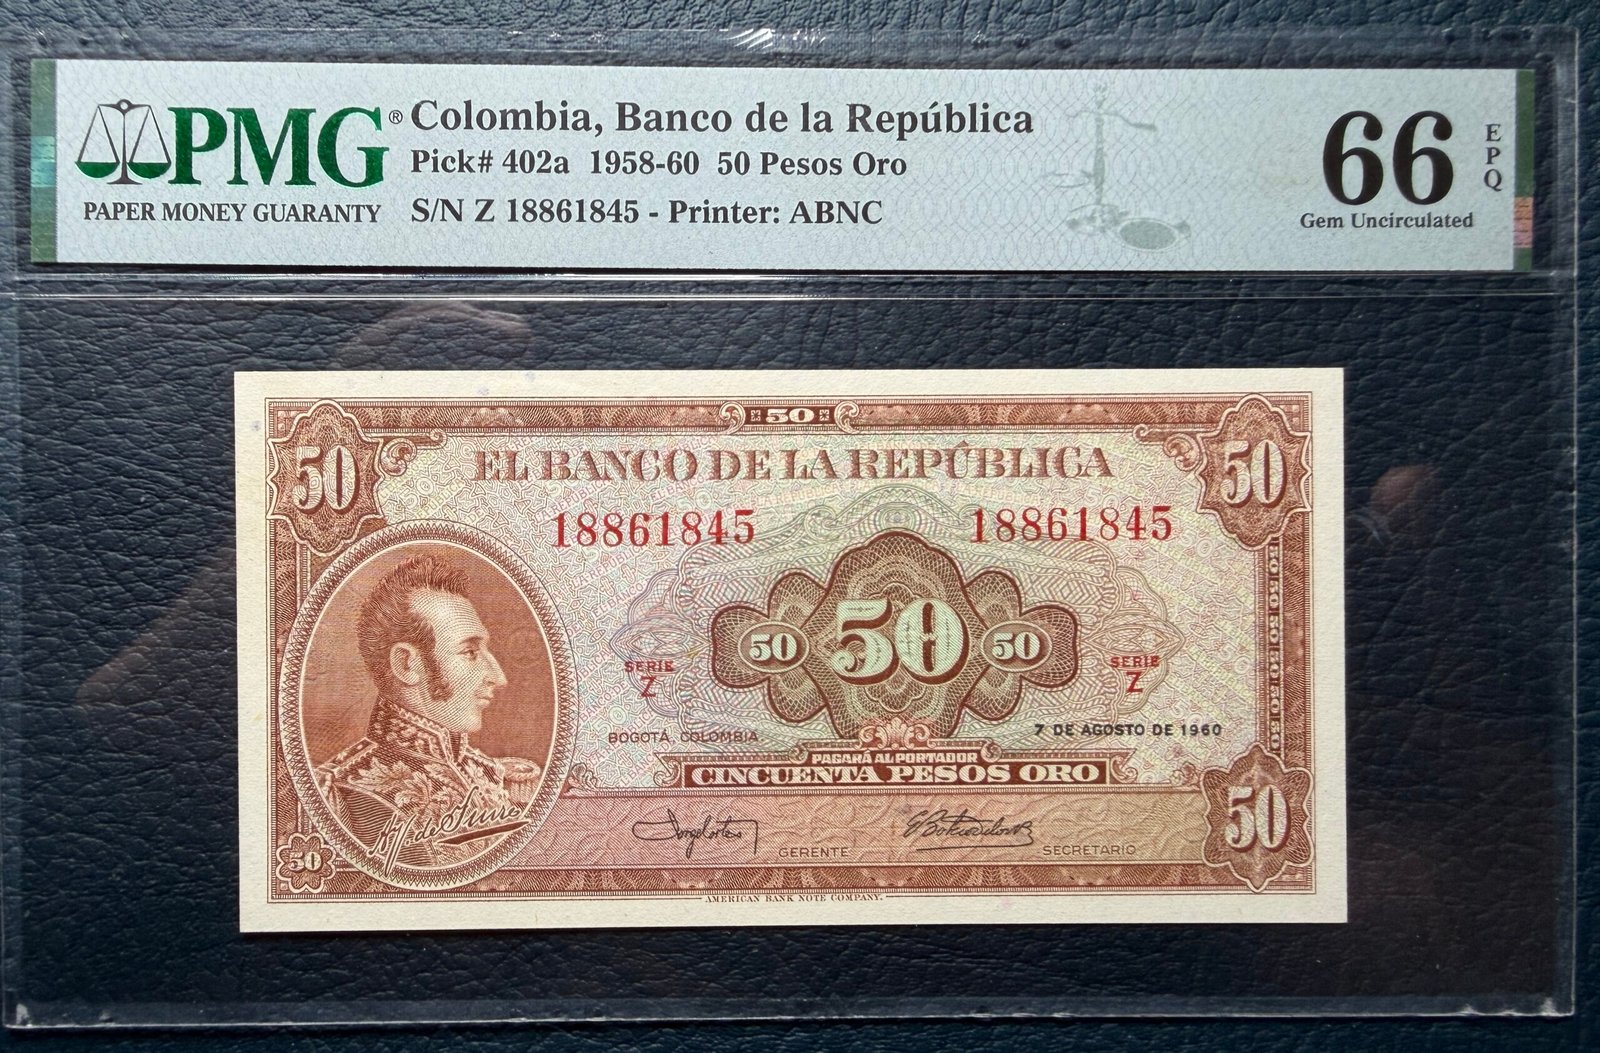 PMG®
PAPER MONEY GUARANTY
Colombia, Banco de la República
Pick# 402a 1958-60 50 Pesos Oro
S/N Z 18861845 - Printer: ABNC
66
EPQ
Gem Uncirculated
50
50 EL BANCO DE LA REPÚBLICA 50
18861845 18861845
50 50 50
SERIE Z
SERIE Z
BOGOTÁ, COLOMBIA
7 DE AGOSTO DE 1960
PAGARÁ AL PORTADOR
CINCUENTA PESOS ORO
50
50
GERENTE
SECRETARIO
AMERICAN BANK NOTE COMPANY.